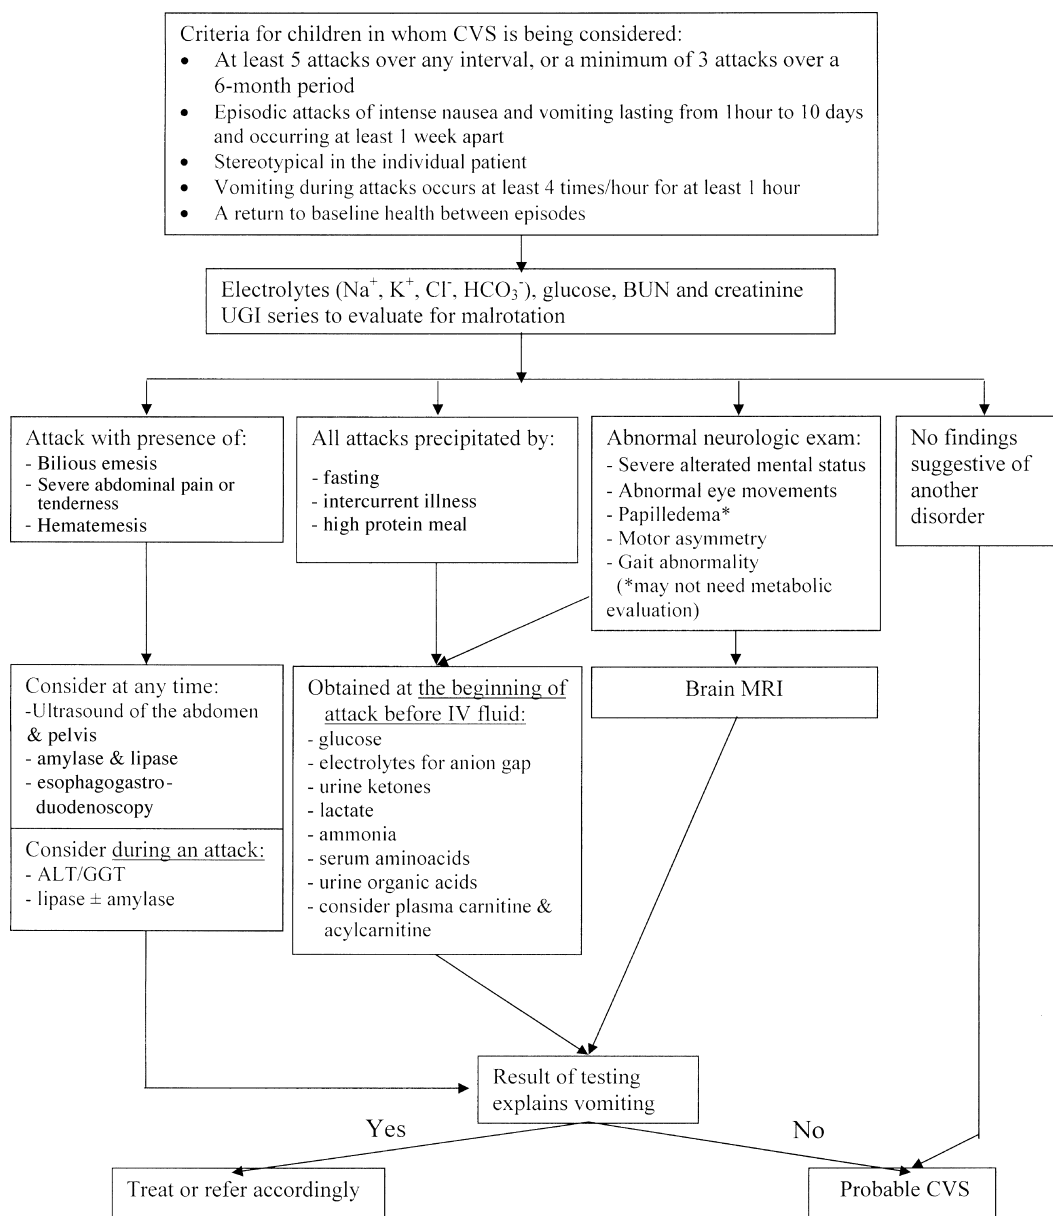 Criteria for children in whom CVS is being considered:
• At least 5 attacks over any interval, or a minimum of 3 attacks over a
6-month period
• Episodic attacks of intense nausea and vomiting lasting from 1hour to 10 days
and occurring at least 1 week apart
• Stereotypical in the individual patient
• Vomiting during attacks occurs at least 4 times/hour for at least 1 hour
• A return to baseline health between episodes
Electrolytes (Na⁺, K⁺, Cl⁻, HCO₃⁻), glucose, BUN and creatinine
UGI series to evaluate for malrotation
Attack with presence of:
- Bilious emesis
- Severe abdominal pain or
tenderness
- Hematemesis
All attacks precipitated by:
- fasting
- intercurrent illness
- high protein meal
Abnormal neurologic exam:
- Severe alterated mental status
- Abnormal eye movements
- Papilledema*
- Motor asymmetry
- Gait abnormality
(*may not need metabolic
evaluation)
No findings
suggestive of
another
disorder
Consider at any time:
-Ultrasound of the abdomen
& pelvis
- amylase & lipase
- esophagogastro-
duodenoscopy
Consider during an attack:
- ALT/GGT
- lipase ± amylase
Obtained at the beginning of
attack before IV fluid:
- glucose
- electrolytes for anion gap
- urine ketones
- lactate
- ammonia
- serum aminoacids
- urine organic acids
- consider plasma carnitine &
acylcarnitine
Brain MRI
Result of testing
explains vomiting
Yes
No
Treat or refer accordingly
Probable CVS